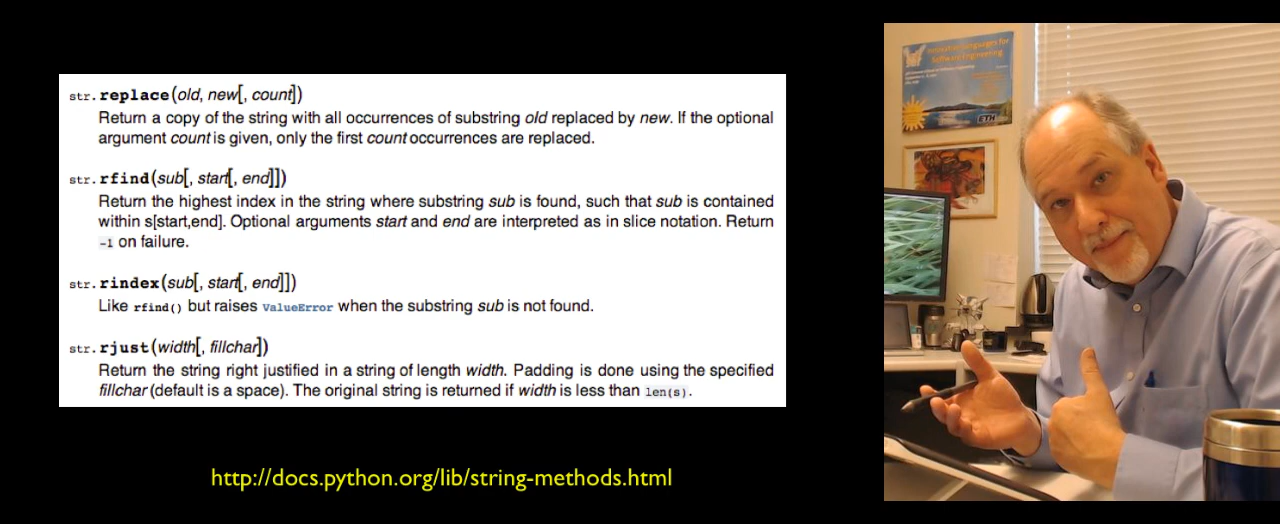 str.replace(old, new[, count])
Return a copy of the string with all occurrences of substring old replaced by new. If the optional
argument count is given, only the first count occurrences are replaced.
str.rfind(sub[, start[, end]])
Return the highest index in the string where substring sub is found, such that sub is contained
within s[start,end]. Optional arguments start and end are interpreted as in slice notation. Return
-1 on failure.
str.rindex(sub[, start[, end]])
Like rfind() but raises ValueError when the substring sub is not found.
str.rjust(width[, fillchar])
Return the string right justified in a string of length width. Padding is done using the specified
fillchar (default is a space). The original string is returned if width is less than len(s).
http://docs.python.org/lib/string-methods.html
Languages for
Software Engineering
ETH